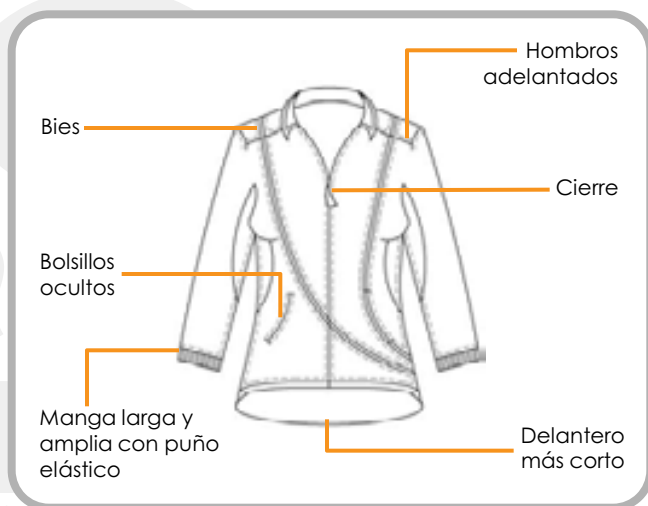 Hombros
adelantados
Bies
Cierre
Bolsillos
ocultos
Manga larga y
amplia con puño
elástico
Delantero
más corto